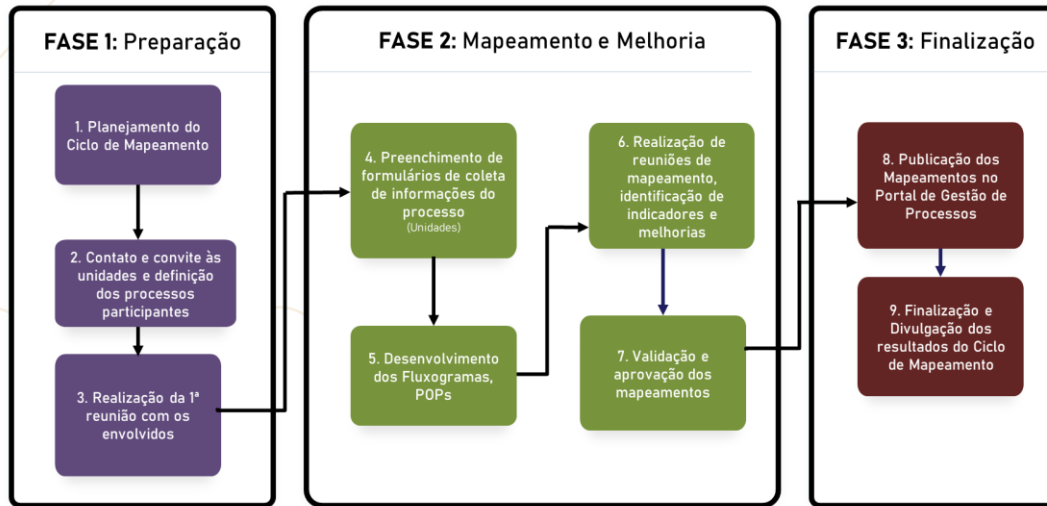 FASE 1: Preparação
1. Planejamento do
Ciclo de Mapeamento
2. Contato e convite às
unidades e definição
dos processos
participantes
3. Realização da 1ª
reunião com os
envolvidos
FASE 2: Mapeamento e Melhoria
4. Preenchimento de
formulários de coleta
de informações do
processo
(Unidades)
5. Desenvolvimento
dos Fluxogramas,
POPs
6. Realização de
reuniões de
mapeamento,
identificação de
indicadores e
melhorias
7. Validação e
aprovação dos
mapeamentos
FASE 3: Finalização
8. Publicação dos
Mapeamentos no
Portal de Gestão de
Processos
9. Finalização e
Divulgação dos
resultados do Ciclo
de Mapeamento